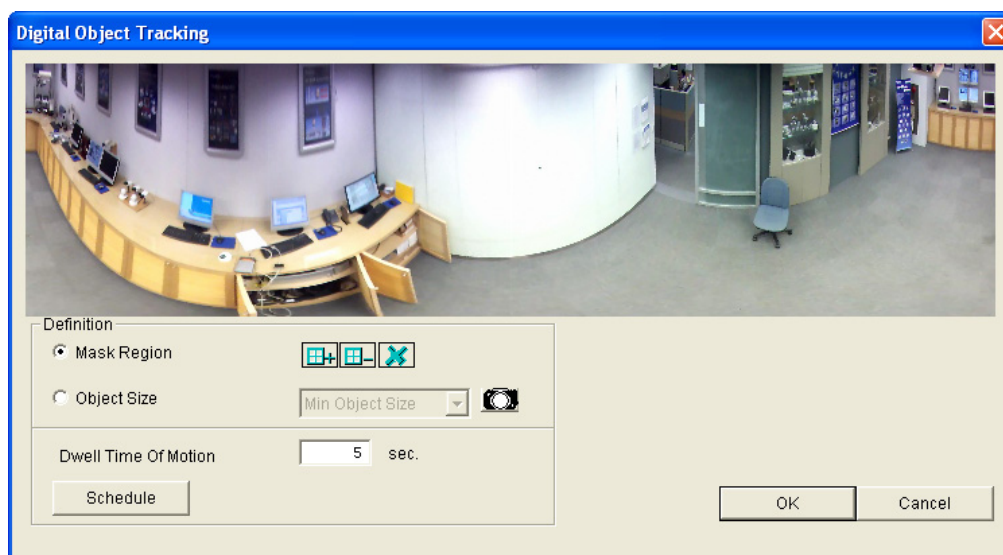 Digital Object Tracking
Definition
Mask Region
Object Size
Min Object Size
Dwell Time Of Motion
5 sec.
Schedule
OK
Cancel